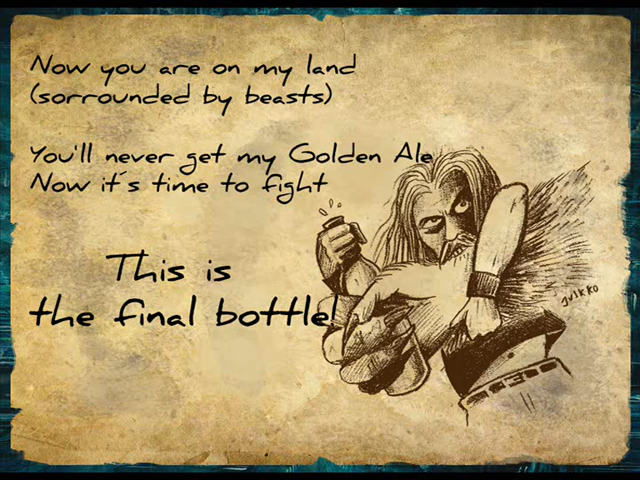 Now you are on my land
(sorrounded by beasts)
You'll never get my Golden Ale
Now it´s time to fight
This is
the final bottle!
JUKKO